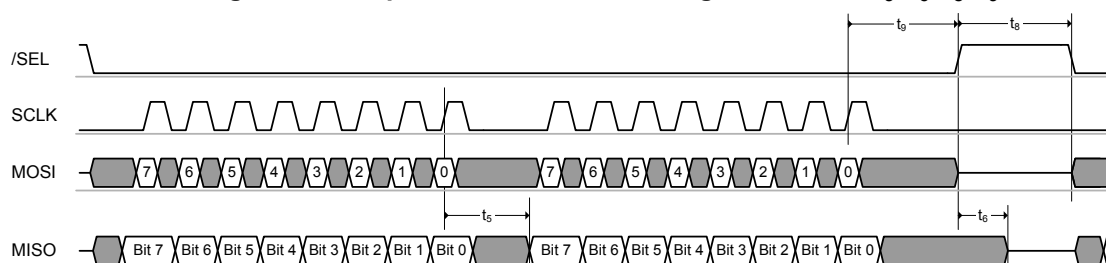 t9 t8
/SEL
SCLK
MOSI 7 6 5 4 3 2 1 0 7 6 5 4 3 2 1 0
t5 t6
MISO Bit 7 Bit 6 Bit 5 Bit 4 Bit 3 Bit 2 Bit 1 Bit 0 Bit 7 Bit 6 Bit 5 Bit 4 Bit 3 Bit 2 Bit 1 Bit 0